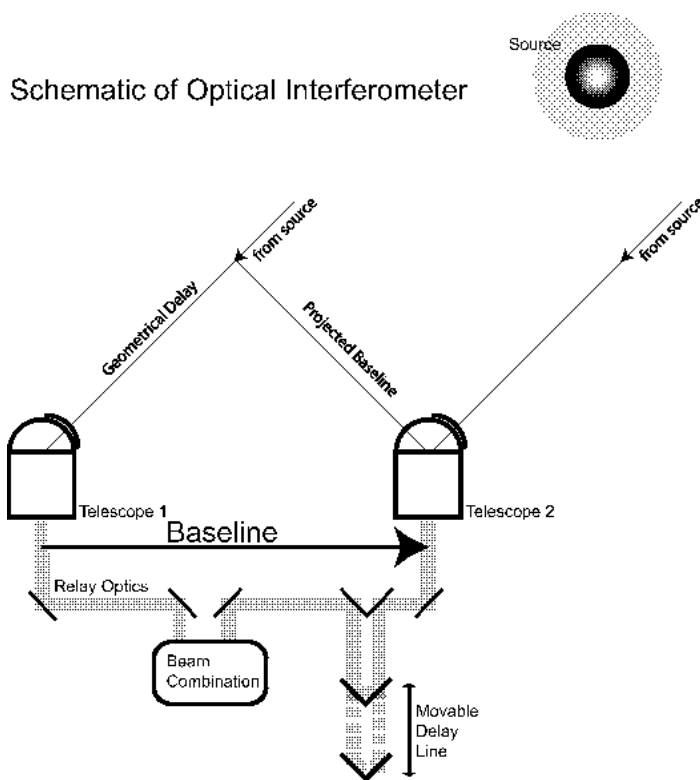 Source
Schematic of Optical Interferometer
from source
from source
Geometrical Delay
Projected Baseline
Telescope 1
Telescope 2
Baseline
Relay Optics
Beam
Combination
Movable
Delay
Line